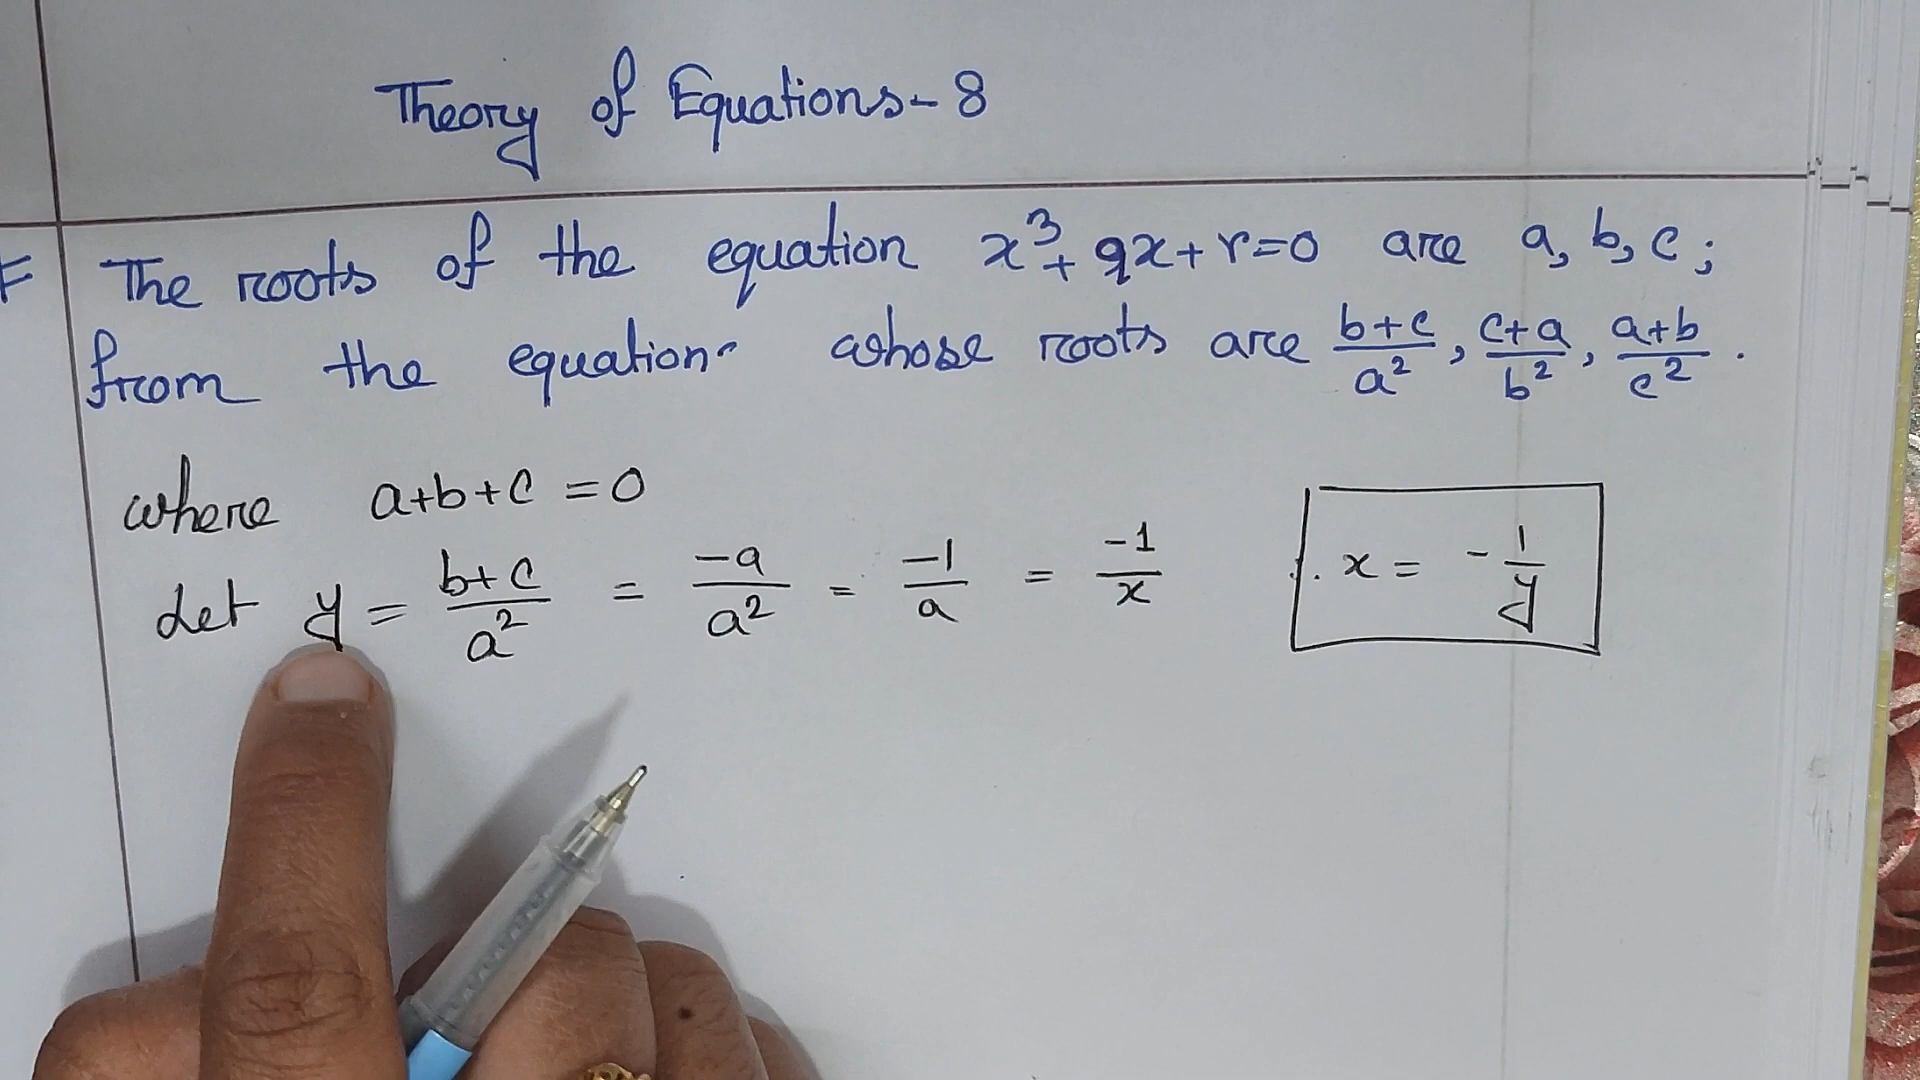 Theory of Equations- 8
The roots of the equation x³ + qx + r = 0 are a, b, c;
from the equation whose roots are b+c/a², c+a/b², a+b/c².
where a+b+c = 0
Let y = b+c/a² = -a/a² = -1/a = -1/x ∴ x = -1/y